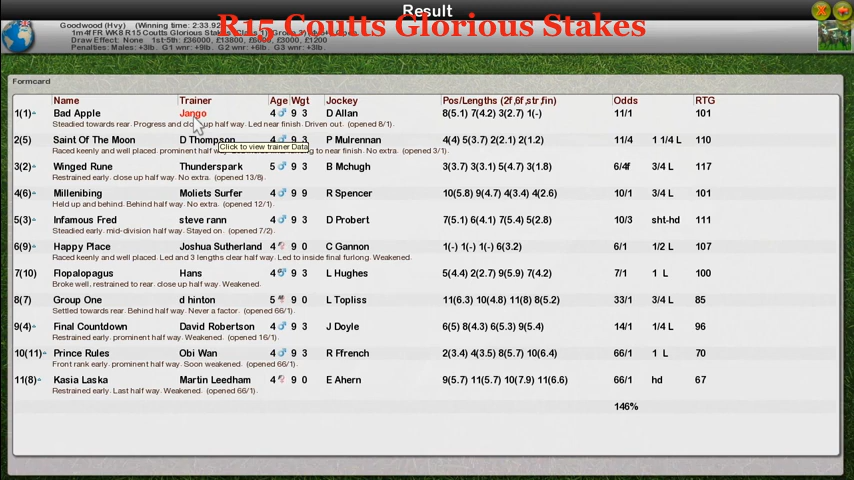 Result
R15 Coutts Glorious Stakes
Goodwood (Hvy) (Winning time: 2:33.92
1m4f FR WK8 R15 Coutts Glorious Stakes
Draw Effect: None 1st-5th: £36000, £13800, £6600, £3000, £1200
Penalties: Males: +3lb, G1 wnr: +9lb, G2 wnr: +6lb, G3 wnr: +3lb
Formcard
Name Trainer Age Wgt Jockey Pos/Lengths (2f,6f,str,fin) Odds RTG
1(1) Bad Apple Jango 4 9 3 D Allan 8(5.1) 7(4.2) 3(2.7) 1(-) 11/1 101
Steadied towards rear. Progress and close up half way. Led near finish. Driven out. (opened 8/1)
2(5) Saint Of The Moon D Thompson 4 9 3 P Mulrennan 4(4) 5(3.7) 2(2.1) 2(1.2) 11/4 1 1/4 L 110
Click to view trainer Data
Raced keenly and well placed. prominent half way. to near finish. No extra. (opened 3/1)
3(2) Winged Rune Thunderspark 5 9 3 B Mchugh 3(3.7) 3(3.1) 5(4.7) 3(1.8) 6/4f 3/4 L 117
Restrained early. close up half way. No extra. (opened 13/8)
4(6) Millenibing Moliets Surfer 4 9 9 R Spencer 10(5.8) 9(4.7) 4(3.4) 4(2.6) 10/1 3/4 L 101
Held up and behind. Behind half way. No extra. (opened 12/1)
5(3) Infamous Fred steve rann 4 9 3 D Probert 7(5.1) 6(4.1) 7(5.4) 5(2.8) 10/3 sht-hd 111
Steadied early. mid-division half way. Stayed on. (opened 7/2)
6(9) Happy Place Joshua Sutherland 4 9 0 C Gannon 1(-) 1(-) 1(-) 6(3.2) 6/1 1/2 L 107
Raced keenly and well placed. Led and 3 lengths clear half way. Led to inside final furlong. Weakened.
7(10) Flopalopagus Hans 4 9 3 L Hughes 5(4.4) 2(2.7) 9(5.9) 7(4.2) 7/1 1 L 100
Broke well, restrained to rear. close up half way. Weakened.
8(7) Group One d hinton 5 9 0 L Topliss 11(6.3) 10(4.8) 11(8) 8(5.2) 33/1 3/4 L 85
Settled towards rear. Behind half way. Never a factor. (opened 66/1)
9(4) Final Countdown David Robertson 4 9 3 J Doyle 6(5) 8(4.3) 6(5.3) 9(5.4) 14/1 1/4 L 96
Restrained early. prominent half way. Weakened. (opened 16/1)
10(11) Prince Rules Obi Wan 4 9 3 R Ffrench 2(3.4) 4(3.5) 8(5.7) 10(6.4) 66/1 1 L 70
Front rank early. prominent half way. Soon weakened. (opened 66/1)
11(8) Kasia Laska Martin Leedham 4 9 0 E Ahern 9(5.7) 11(5.7) 10(7.9) 11(6.6) 66/1 hd 67
Restrained early. Last half way. Weakened. (opened 66/1)
146%